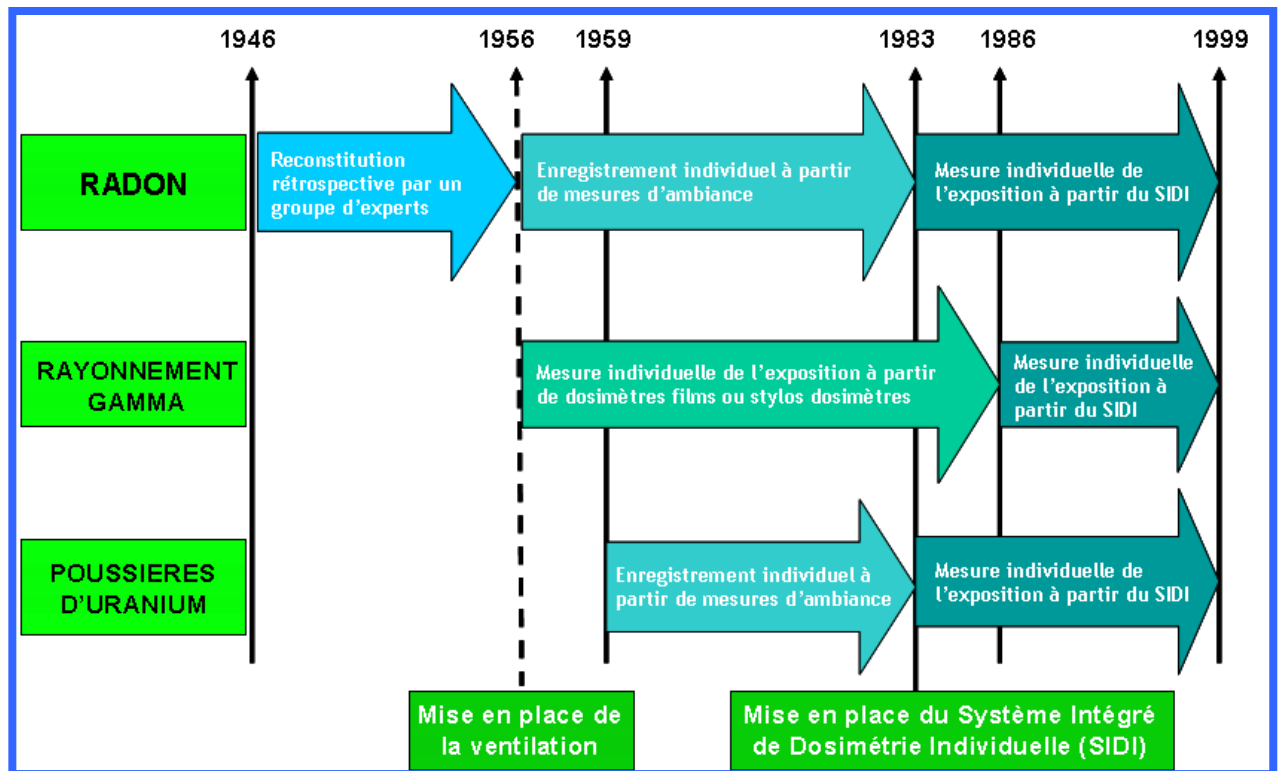 1946
1956
1959
1983
1986
1999
RADON
Reconstitution
rétrospective par un
groupe d'experts
Enregistrement individuel à partir
de mesures d'ambiance
Mesure individuelle de
l'exposition à partir du SIDI
RAYONNEMENT
GAMMA
Mesure individuelle de l'exposition à partir
de dosimètres films ou stylos dosimètres
Mesure individuelle
de l'exposition à
partir du SIDI
POUSSIERES
D'URANIUM
Enregistrement individuel à
partir de mesures d'ambiance
Mesure individuelle de
l'exposition à partir du SIDI
Mise en place de
la ventilation
Mise en place du Système Intégré
de Dosimétrie Individuelle (SIDI)